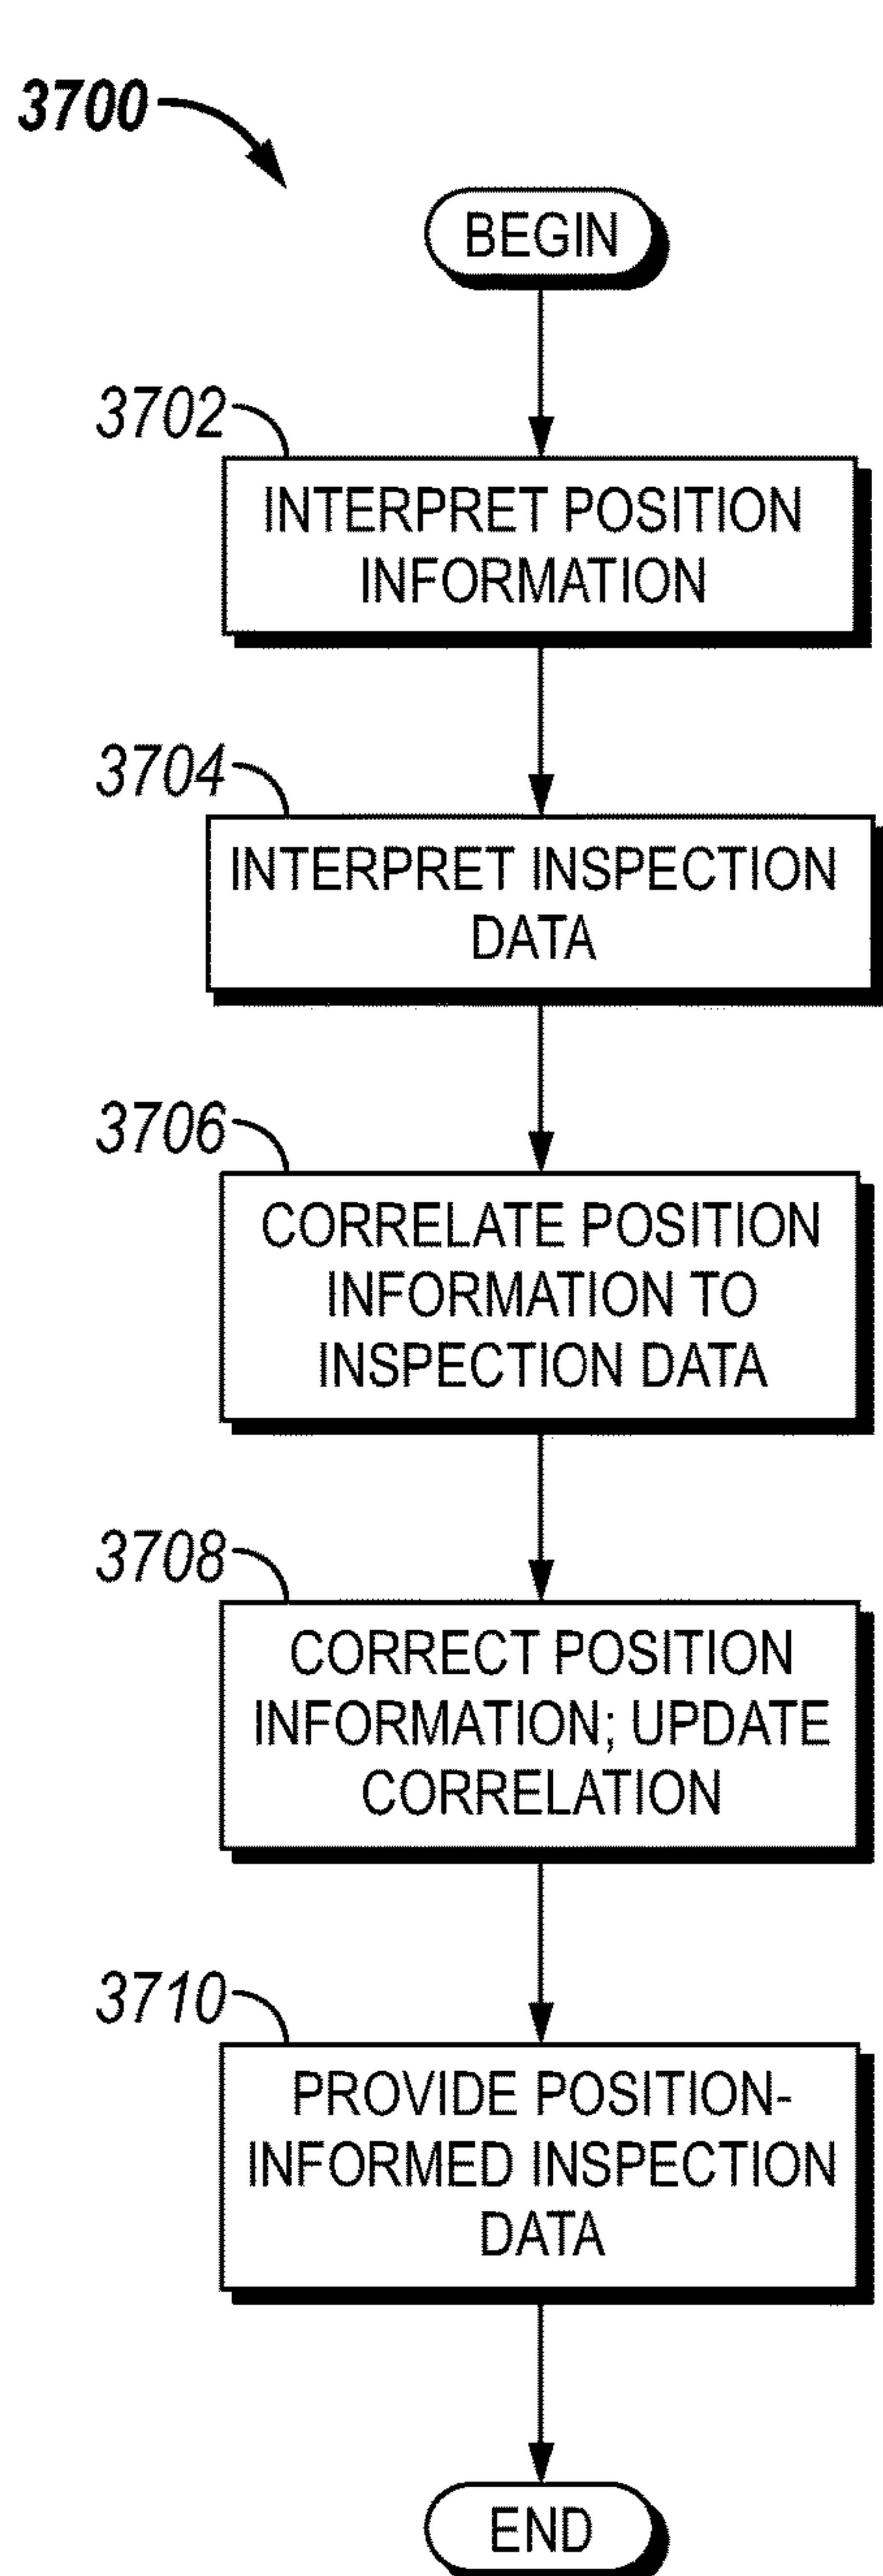 3700
BEGIN
3702
INTERPRET POSITION
INFORMATION
3704
INTERPRET INSPECTION
DATA
3706
CORRELATE POSITION
INFORMATION TO
INSPECTION DATA
3708
CORRECT POSITION
INFORMATION; UPDATE
CORRELATION
3710
PROVIDE POSITION-
INFORMED INSPECTION
DATA
END